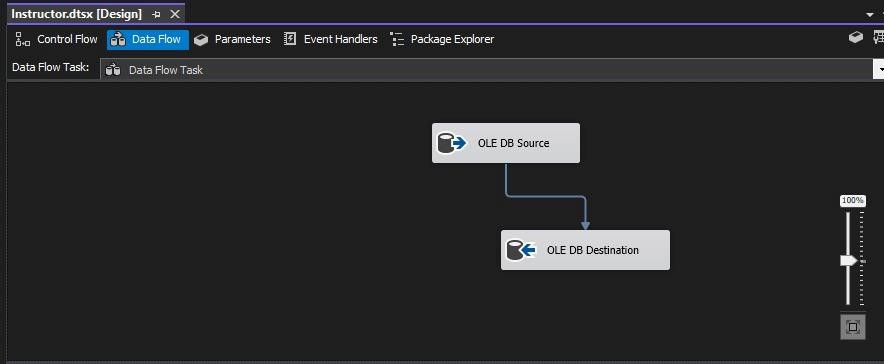 Instructor.dtsx [Design]
Control Flow Data Flow Parameters Event Handlers Package Explorer
Data Flow Task: Data Flow Task
OLE DB Source
100%
OLE DB Destination